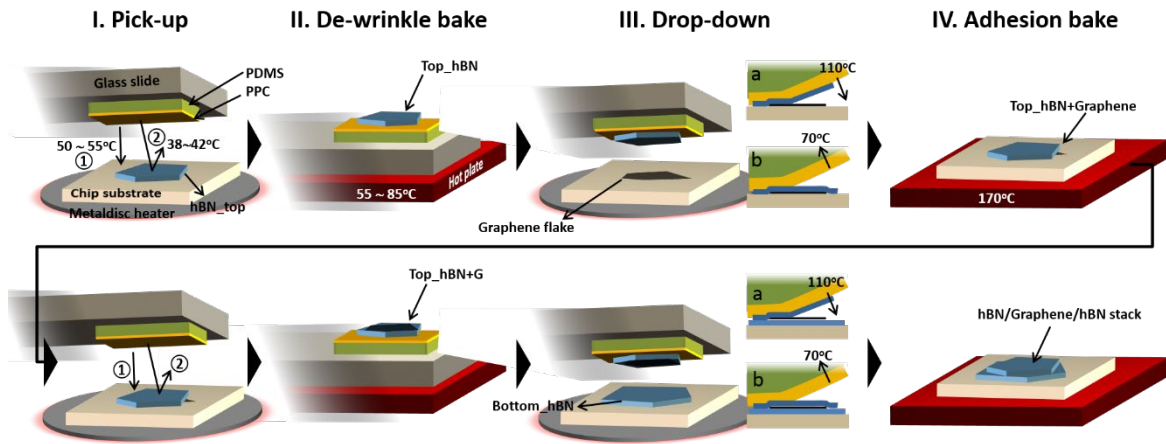 I. Pick-up
II. De-wrinkle bake
III. Drop-down
IV. Adhesion bake
Glass slide
PDMS
PPC
50 ~ 55ºC
①
②
38~42ºC
Chip substrate
Metaldisc heater
hBN_top
Top_hBN
Hot plate
55 ~ 85ºC
Graphene flake
a
110ºC
b
70ºC
Top_hBN+Graphene
170ºC
①
②
Top_hBN+G
Bottom_hBN
a
110ºC
b
70ºC
hBN/Graphene/hBN stack